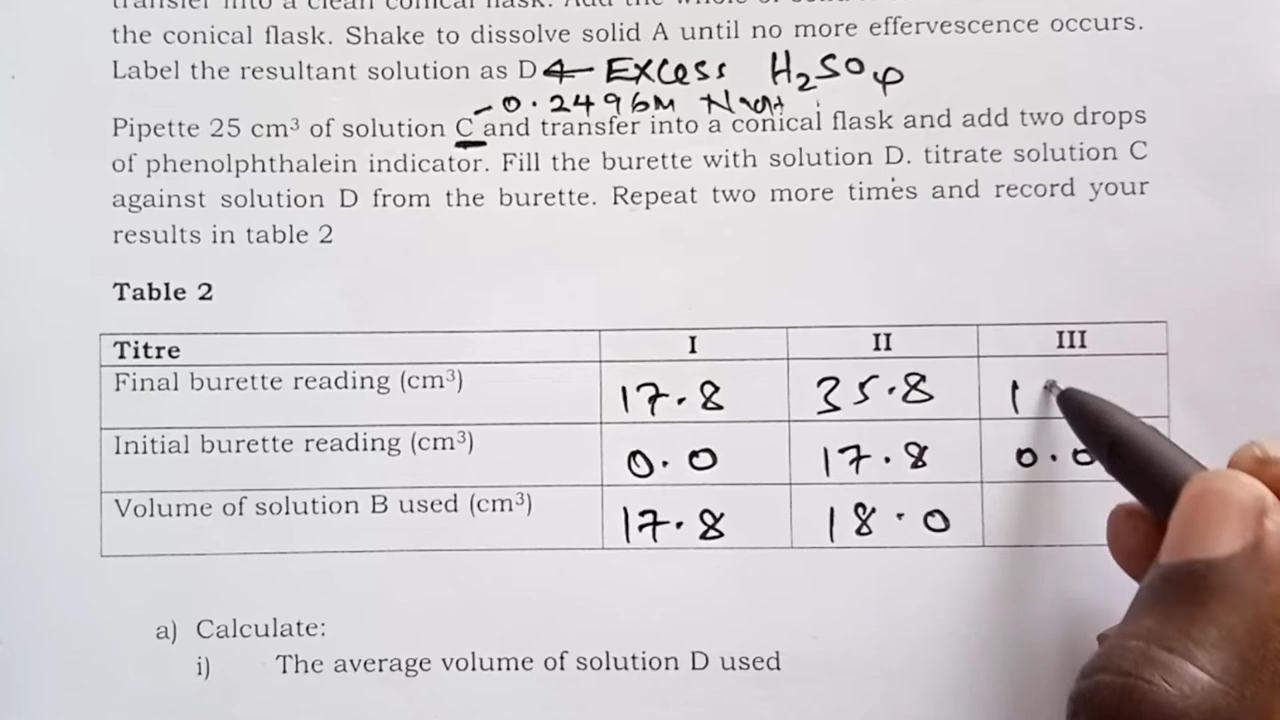 the conical flask. Shake to dissolve solid A until no more effervescence occurs.
Label the resultant solution as D ← Excess H₂SO₄
0.2496M
Pipette 25 cm³ of solution C and transfer into a conical flask and add two drops
of phenolphthalein indicator. Fill the burette with solution D. titrate solution C
against solution D from the burette. Repeat two more times and record your
results in table 2
Table 2
Titre I II III
Final burette reading (cm³) 17.8 35.8 1
Initial burette reading (cm³) 0.0 17.8 0.0
Volume of solution B used (cm³) 17.8 18.0
a) Calculate:
i) The average volume of solution D used